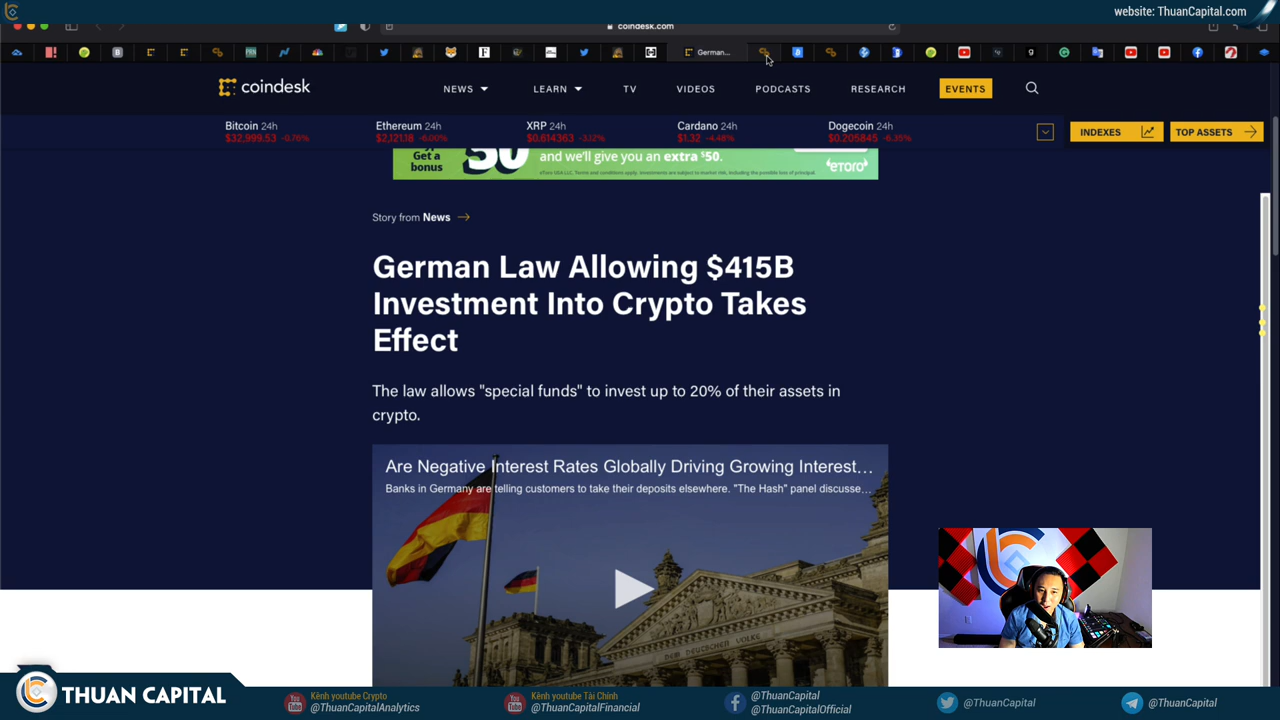 website: ThuanCapital.com
coindesk.com
German...
coindesk
NEWS
LEARN
TV
VIDEOS
PODCASTS
RESEARCH
EVENTS
Bitcoin 24h
$32,999.53 -0.76%
Ethereum 24h
$2,121.18 -6.00%
XRP 24h
$0.614363 -3.12%
Cardano 24h
$1.32 -4.48%
Dogecoin 24h
$0.205845 -6.35%
INDEXES
TOP ASSETS
Get a
bonus
50
and we'll give you an extra $50.
eToro
Story from News
German Law Allowing $415B
Investment Into Crypto Takes
Effect
The law allows "special funds" to invest up to 20% of their assets in
crypto.
Are Negative Interest Rates Globally Driving Growing Interest...
Banks in Germany are telling customers to take their deposits elsewhere. "The Hash" panel discusse...
DEM DEUTSCHEN VOLKE
THUAN CAPITAL
Kênh youtube Crypto
@ThuanCapitalAnalytics
Kênh youtube Tài Chính
@ThuanCapitalFinancial
@ThuanCapital
@ThuanCapitalOfficial
@ThuanCapital
@ThuanCapital